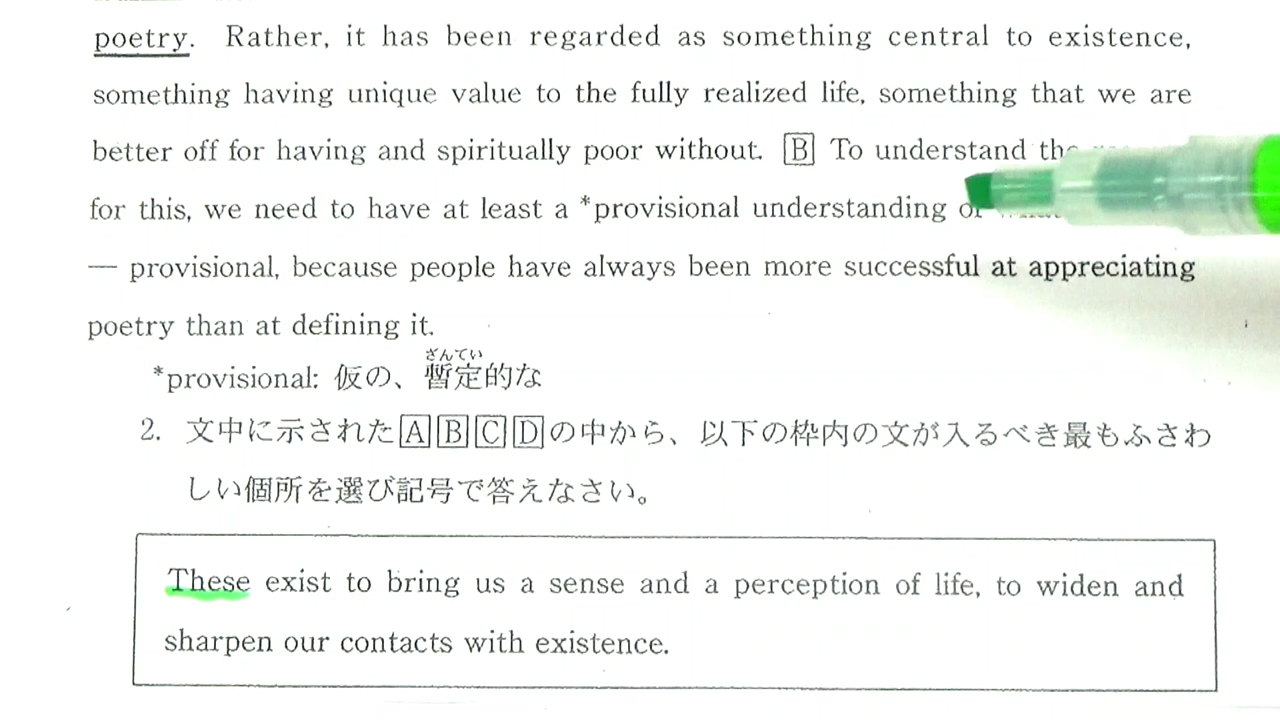 poetry. Rather, it has been regarded as something central to existence,
something having unique value to the fully realized life, something that we are
better off for having and spiritually poor without. B To understand the
for this, we need to have at least a *provisional understanding of
— provisional, because people have always been more successful at appreciating
poetry than at defining it.
ざんてい
*provisional: 仮の、暫定的な
2. 文中に示されたABCDの中から、以下の枠内の文が入るべき最もふさわ
しい個所を選び記号で答えなさい。
These exist to bring us a sense and a perception of life, to widen and
sharpen our contacts with existence.